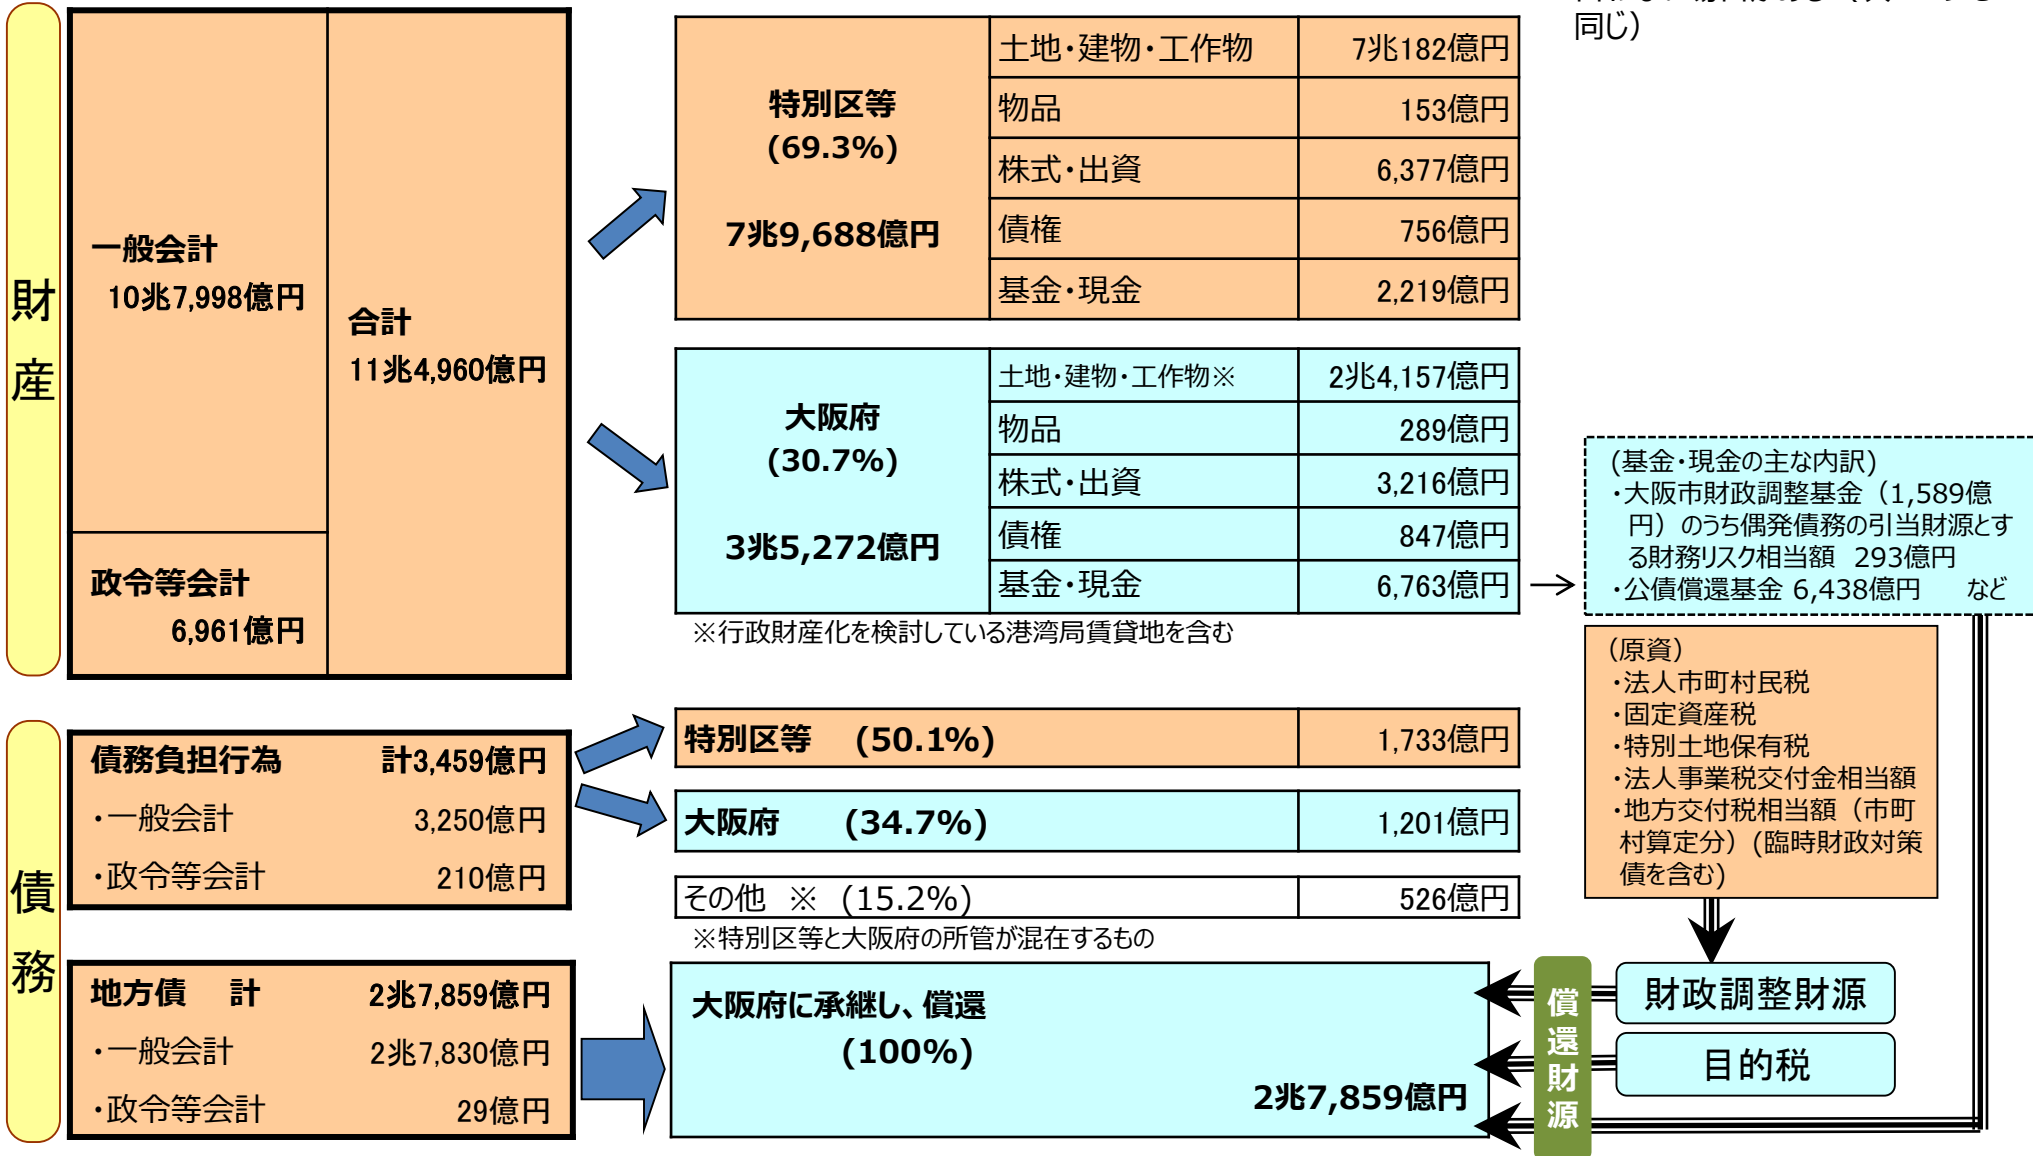 同じ）
財産
一般会計
10兆7,998億円
合計
11兆4,960億円
政令等会計
6,961億円
特別区等
(69.3%)
7兆9,688億円
土地・建物・工作物 7兆182億円
物品 153億円
株式・出資 6,377億円
債権 756億円
基金・現金 2,219億円
大阪府
(30.7%)
3兆5,272億円
土地・建物・工作物※ 2兆4,157億円
物品 289億円
株式・出資 3,216億円
債権 847億円
基金・現金 6,763億円
※行政財産化を検討している港湾局賃貸地を含む
(基金・現金の主な内訳)
・大阪市財政調整基金（1,589億
円）のうち偶発債務の引当財源とす
る財務リスク相当額 293億円
・公債償還基金 6,438億円 など
（原資）
・法人市町村民税
・固定資産税
・特別土地保有税
・法人事業税交付金相当額
・地方交付税相当額（市町
村算定分）(臨時財政対策
債を含む)
債務
債務負担行為 計3,459億円
・一般会計 3,250億円
・政令等会計 210億円
特別区等 (50.1%) 1,733億円
大阪府 (34.7%) 1,201億円
その他 ※ (15.2%) 526億円
※特別区等と大阪府の所管が混在するもの
地方債 計 2兆7,859億円
・一般会計 2兆7,830億円
・政令等会計 29億円
大阪府に承継し、償還
(100%)
2兆7,859億円
償還財源
財政調整財源
目的税